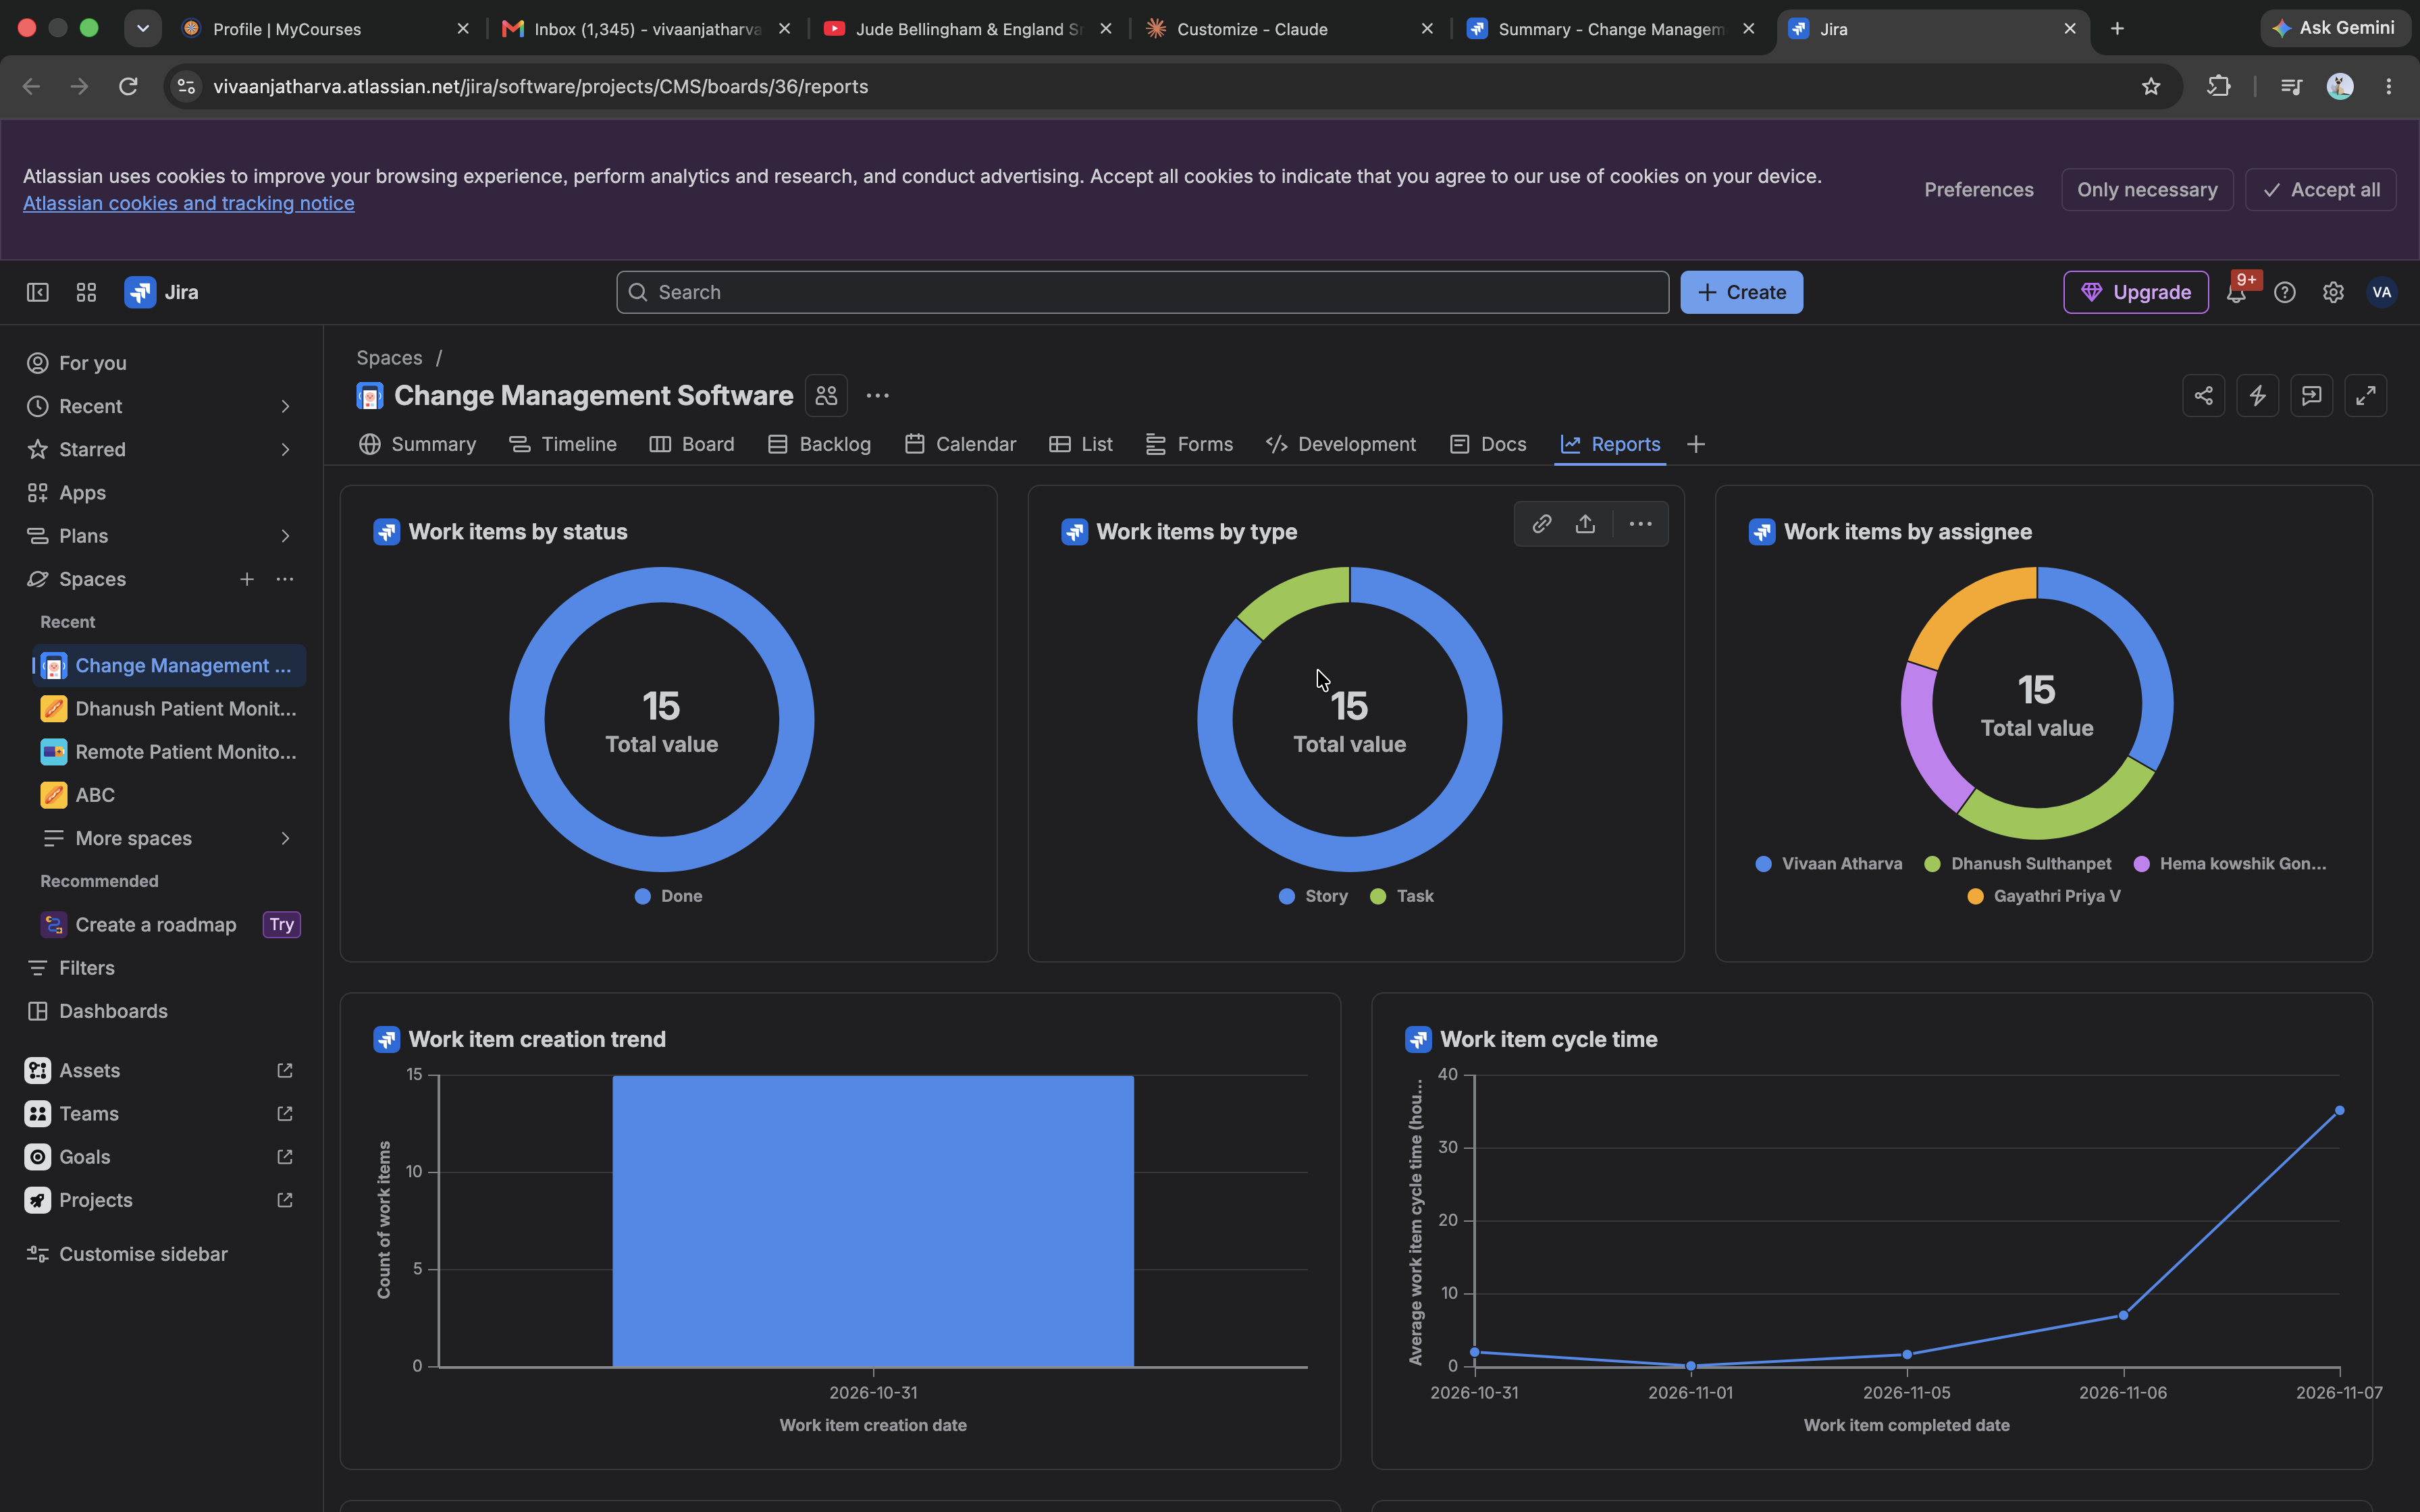 Profile | MyCourses
Inbox (1,345) - vivaanjatharva
Jude Bellingham & England
Customize - Claude
Summary - Change Managem
Jira
Ask Gemini
vivaanjatharva.atlassian.net/jira/software/projects/CMS/boards/36/reports
Atlassian uses cookies to improve your browsing experience, perform analytics and research, and conduct advertising. Accept all cookies to indicate that you agree to our use of cookies on your device.
Atlassian cookies and tracking notice
Preferences
Only necessary
Accept all
Jira
Search
Create
Upgrade
9+
VA
For you
Recent
Starred
Apps
Plans
Spaces
Recent
Change Management ...
Dhanush Patient Monit...
Remote Patient Monito...
ABC
More spaces
Recommended
Create a roadmap
Try
Filters
Dashboards
Assets
Teams
Goals
Projects
Customise sidebar
Spaces /
Change Management Software
Summary
Timeline
Board
Backlog
Calendar
List
Forms
Development
Docs
Reports
Work items by status
15
Total value
Done
Work items by type
15
Total value
Story
Task
Work items by assignee
15
Total value
Vivaan Atharva
Dhanush Sulthanpet
Hema kowshik Gon...
Gayathri Priya V
Work item creation trend
Count of work items
15
10
5
0
2026-10-31
Work item creation date
Work item cycle time
Average work item cycle time (hou...
40
30
20
10
0
2026-10-31
2026-11-01
2026-11-05
2026-11-06
2026-11-07
Work item completed date